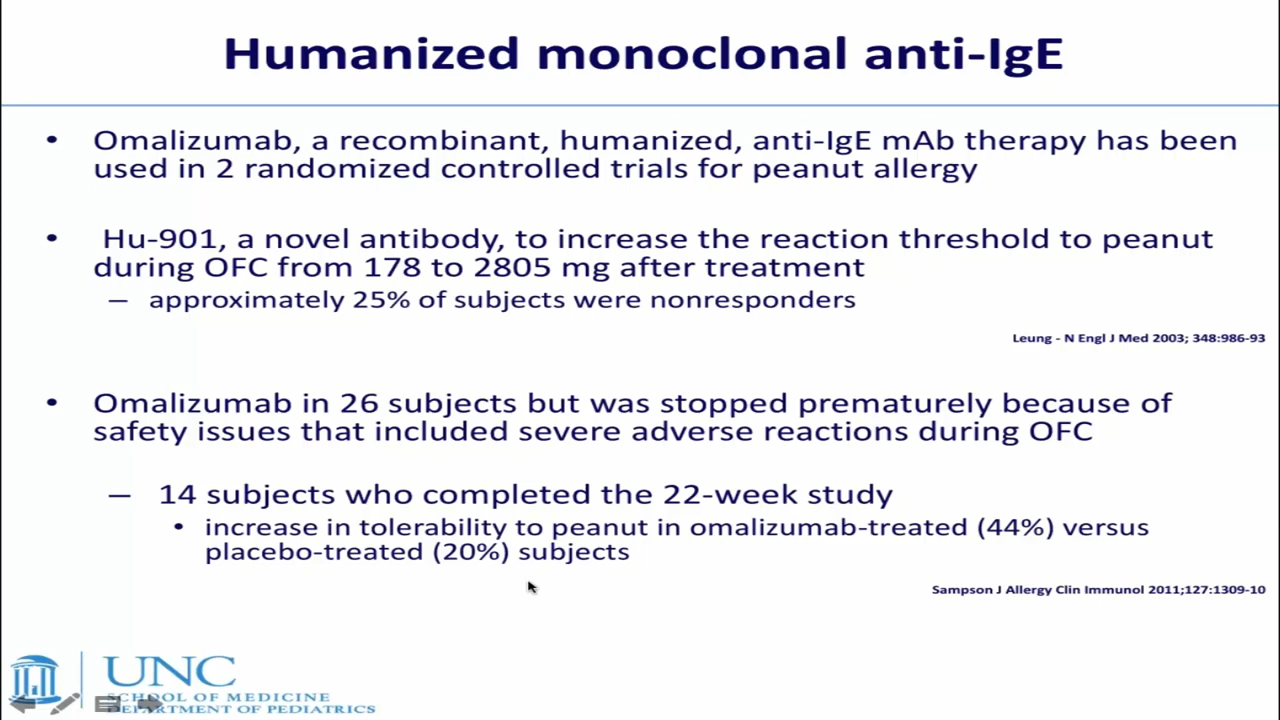 Humanized monoclonal anti-IgE
• Omalizumab, a recombinant, humanized, anti-IgE mAb therapy has been
used in 2 randomized controlled trials for peanut allergy
• Hu-901, a novel antibody, to increase the reaction threshold to peanut
during OFC from 178 to 2805 mg after treatment
– approximately 25% of subjects were nonresponders
Leung - N Engl J Med 2003; 348:986-93
• Omalizumab in 26 subjects but was stopped prematurely because of
safety issues that included severe adverse reactions during OFC
– 14 subjects who completed the 22-week study
• increase in tolerability to peanut in omalizumab-treated (44%) versus
placebo-treated (20%) subjects
Sampson J Allergy Clin Immunol 2011;127:1309-10
UNC
SCHOOL OF MEDICINE
DEPARTMENT OF PEDIATRICS